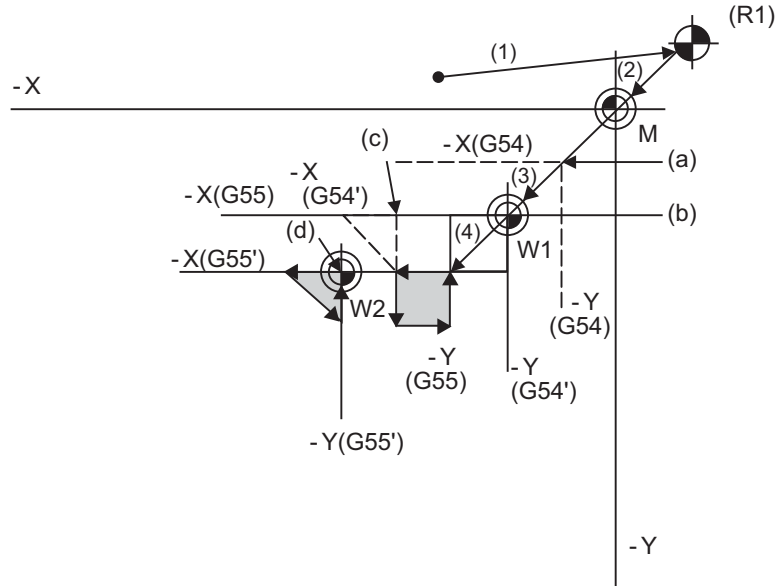 (R1)
(1)
(2)
-X
M
(c)
-X(G54)
(a)
-X
(3)
(G54')
-X(G55)
(b)
(d)
(4)
W1
-X(G55')
W2
-Y
(G54)
-Y
(G55)
-Y
(G54')
-Y(G55')
-Y